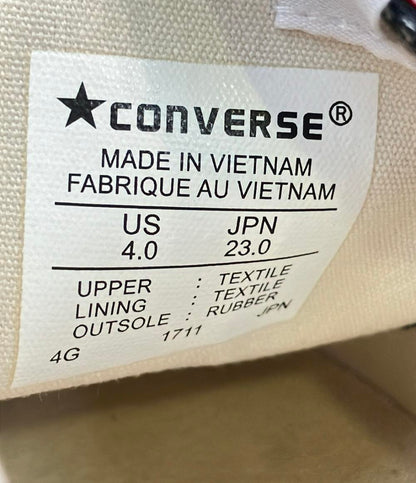 ★CONVERSE®
MADE IN VIETNAM
FABRIQUE AU VIETNAM
US JPN
4.0 23.0
UPPER : TEXTILE
LINING : TEXTILE
OUTSOLE : RUBBER
4G 1711 JPN